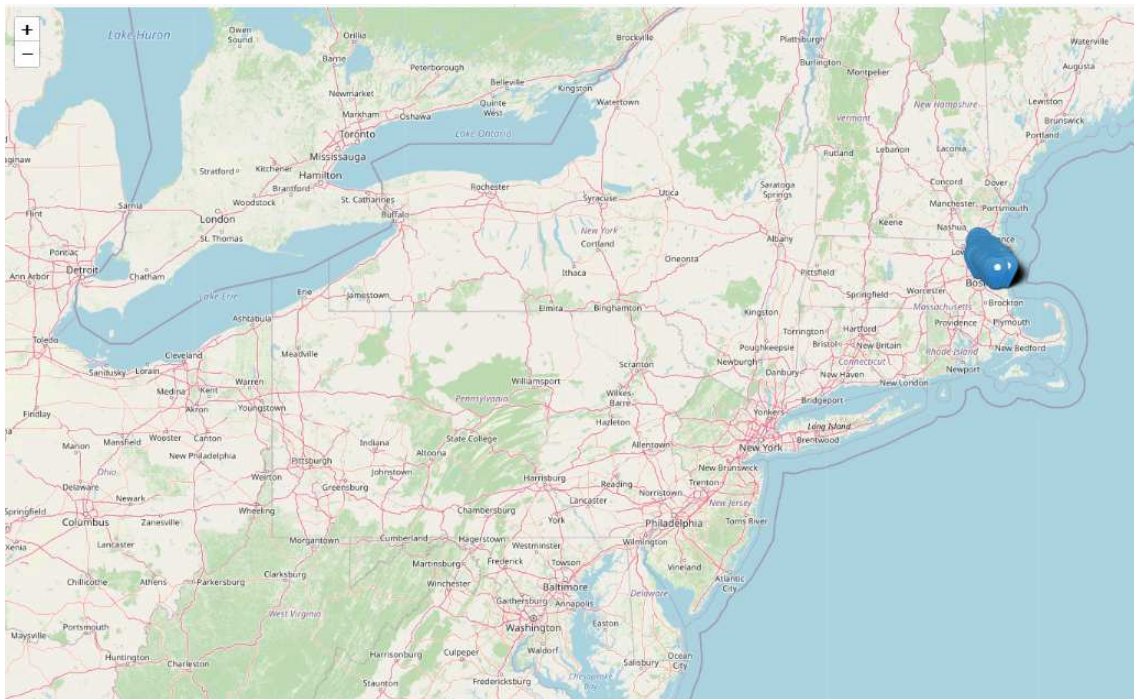 +
−
Lake Huron
Owen
Sound
Orillia
Barrie
Peterborough
Belleville
Brockville
Kingston
Plattsburgh
Burlington
Montpelier
Waterville
Augusta
Newmarket
Markham
Oshawa
Quinte
West
Watertown
New Hampshire
Lewiston
Brunswick
Toronto
Lake Ontario
Vermont
Portland
Mississauga
Rutland
Lebanon
Laconia
Saginaw
Stratford
Kitchener
Hamilton
Brantford
St. Catharines
Rochester
Syracuse
Utica
Saratoga
Springs
Concord
Dover
Sarnia
Woodstock
Manchester
Portsmouth
Flint
London
Buffalo
Keene
Nashua
St. Thomas
New York
Cortland
Albany
Pontiac
Oneonta
Ann Arbor
Detroit
Chatham
Ithaca
Pittsfield
Lake Erie
Erie
Jamestown
Elmira
Binghamton
Kingston
Springfield
Worcester
Massachusetts
Brockton
Ashtabula
Torrington
Hartford
Providence
Plymouth
Toledo
Cleveland
Meadville
Poughkeepsie
Bristol
New Britain
Rhode Island
New Bedford
Sandusky
Lorain
Scranton
Newburgh
Connecticut
Newport
Medina
Kent
Warren
Williamsport
Danbury
New Haven
New London
Findlay
Akron
Youngstown
Pennsylvania
Wilkes-
Barre
Bridgeport
Marion
Mansfield
Wooster
Canton
Indiana
State College
Hazleton
Yonkers
Long Island
Ohio
New Philadelphia
Altoona
Allentown
New York
Brentwood
Delaware
Newark
Weirton
Pittsburgh
Johnstown
Harrisburg
Reading
New Brunswick
Springfield
Columbus
Zanesville
Wheeling
Greensburg
Chambersburg
Lancaster
Norristown
Trenton
New Jersey
Xenia
Lancaster
York
Philadelphia
Toms River
Morgantown
Cumberland
Hagerstown
Wilmington
Chillicothe
Athens
Parkersburg
Clarksburg
Martinsburg
Westminster
Frederick
Towson
Vineland
Winchester
Baltimore
Atlantic
City
West Virginia
Gaithersburg
Annapolis
Delaware
Maysville
Portsmouth
Washington
Easton
Huntington
Charleston
Harrisonburg
Culpeper
Waldorf
Salisbury
Ocean
City
Staunton
Fredericksburg
Chesapeake
Bay